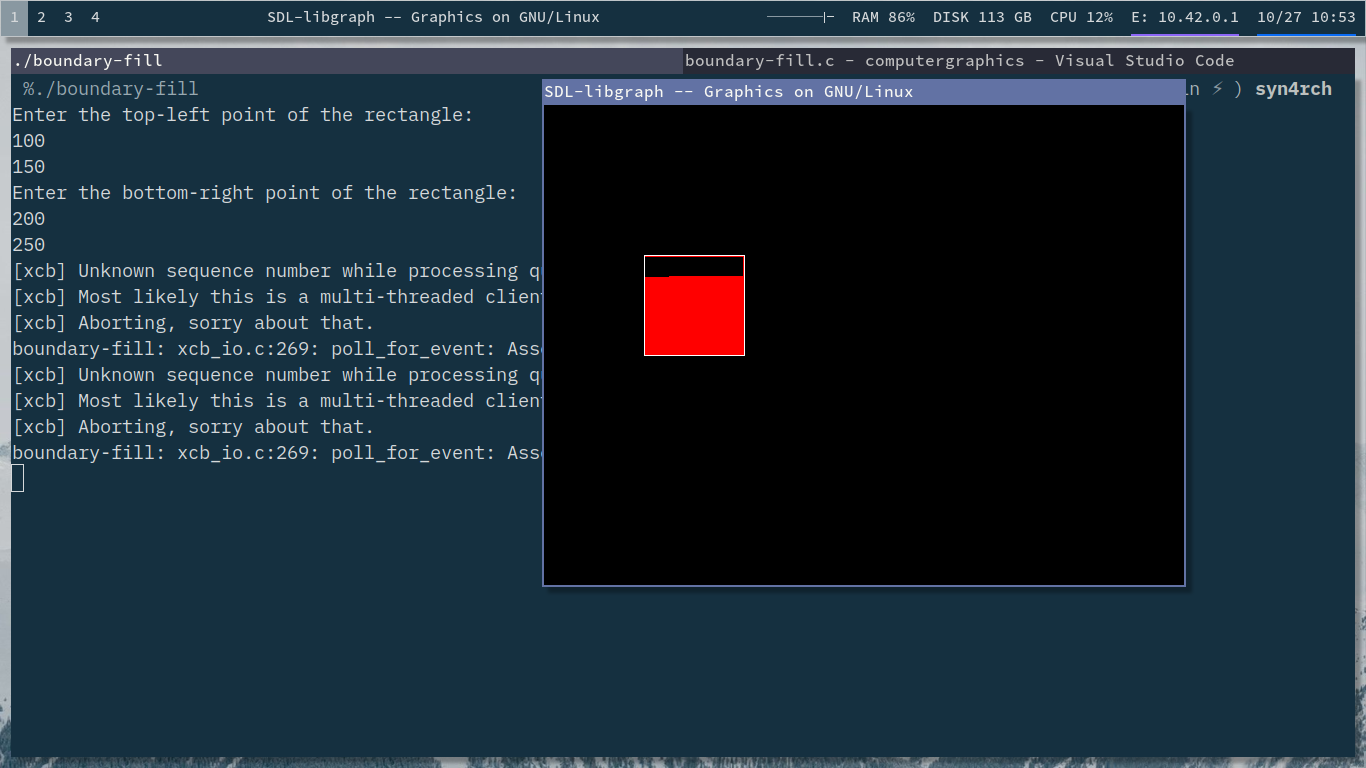 1 2 3 4 SDL-libgraph -- Graphics on GNU/Linux RAM 86% DISK 113 GB CPU 12% E: 10.42.0.1 10/27 10:53
./boundary-fill boundary-fill.c - computergraphics - Visual Studio Code
%./boundary-fill ⚡ ) syn4rch
SDL-libgraph -- Graphics on GNU/Linux
Enter the top-left point of the rectangle:
100
150
Enter the bottom-right point of the rectangle:
200
250
[xcb] Unknown sequence number while processing
[xcb] Most likely this is a multi-threaded client
[xcb] Aborting, sorry about that.
boundary-fill: xcb_io.c:269: poll_for_event:
[xcb] Unknown sequence number while processing
[xcb] Most likely this is a multi-threaded client
[xcb] Aborting, sorry about that.
boundary-fill: xcb_io.c:269: poll_for_event: